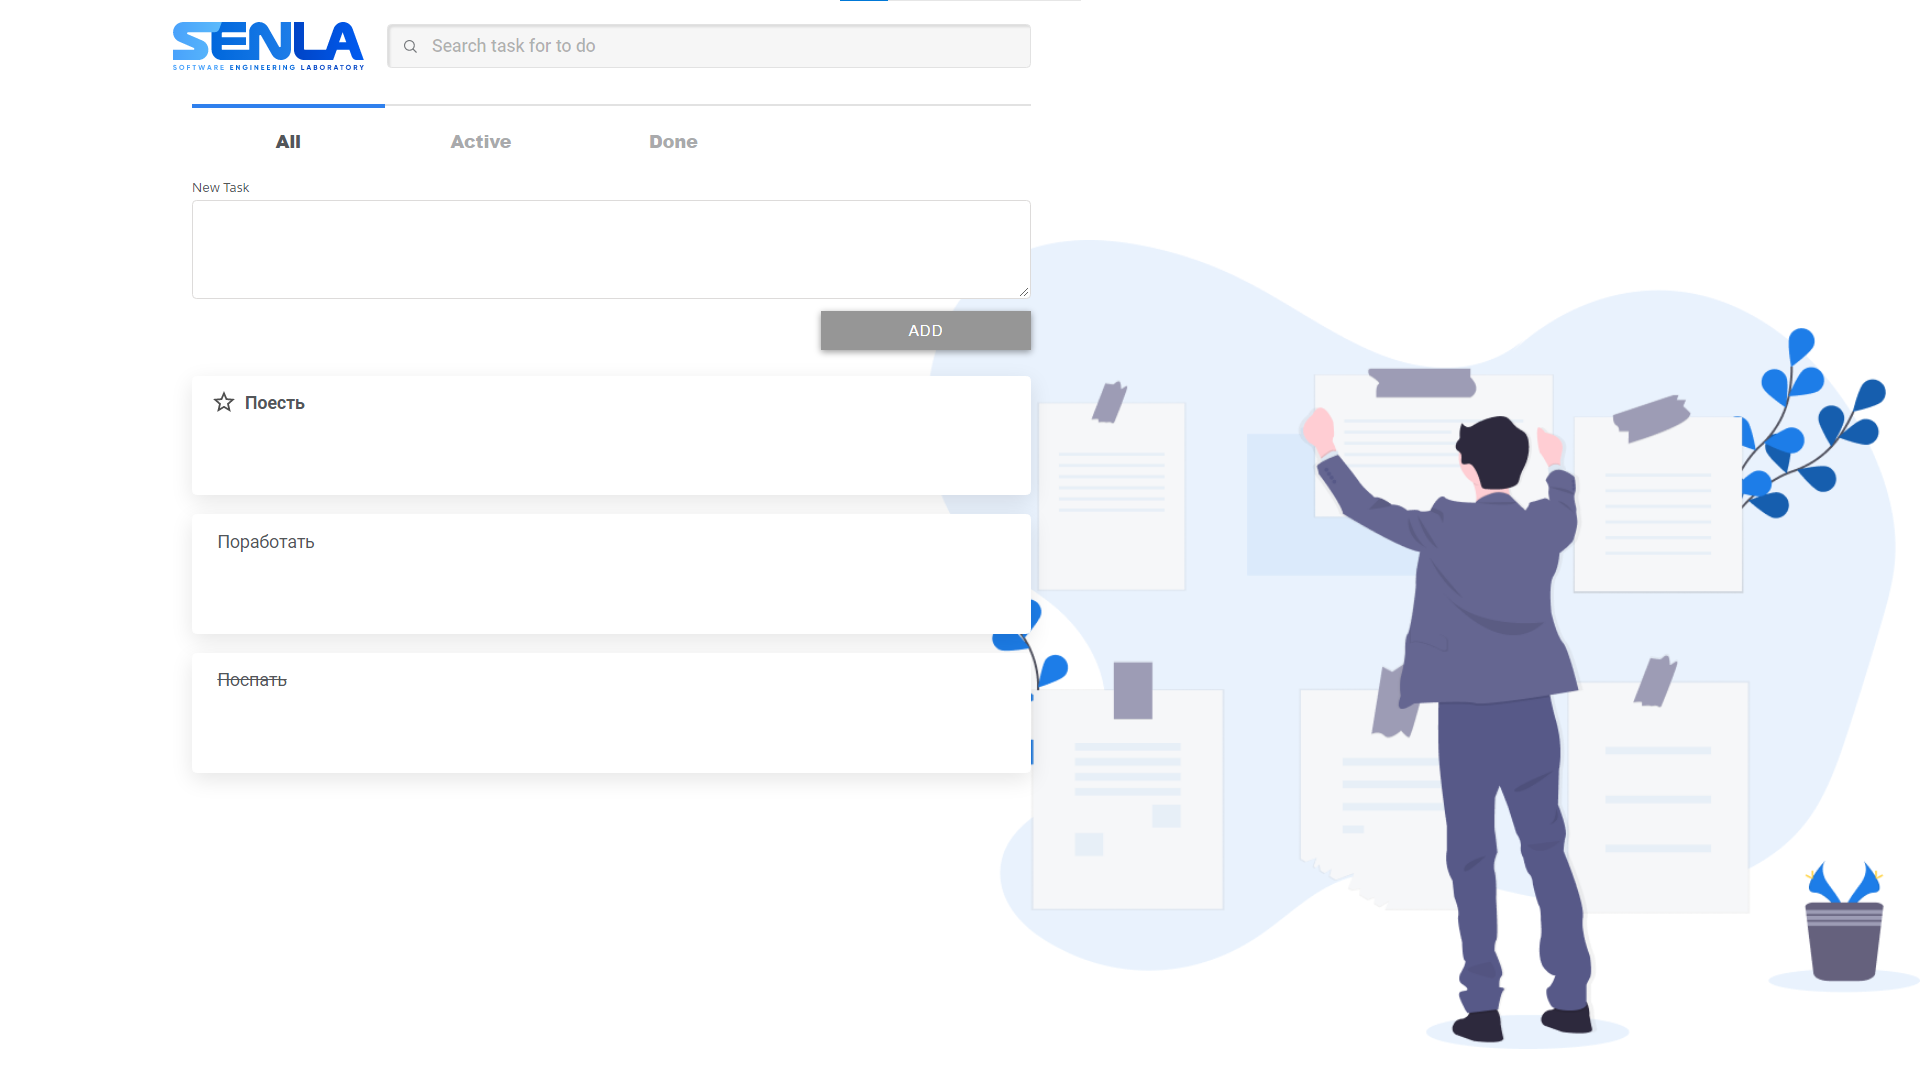 SENLA
SOFTWARE ENGINEERING LABORATORY
Search task for to do
All
Active
Done
New Task
ADD
Поесть
Поработать
Поспать